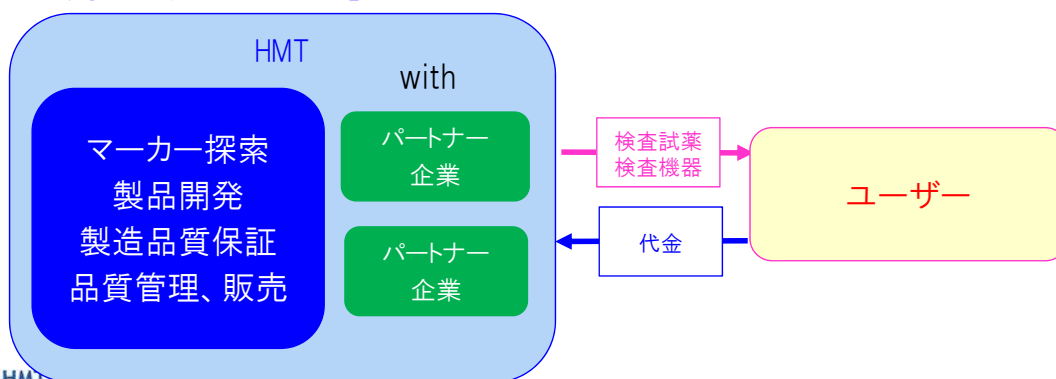 HMT
with
マーカー探索
製品開発
製造品質保証
品質管理、販売
パートナー
企業
パートナー
企業
検査試薬
検査機器
代金
ユーザー
HMT